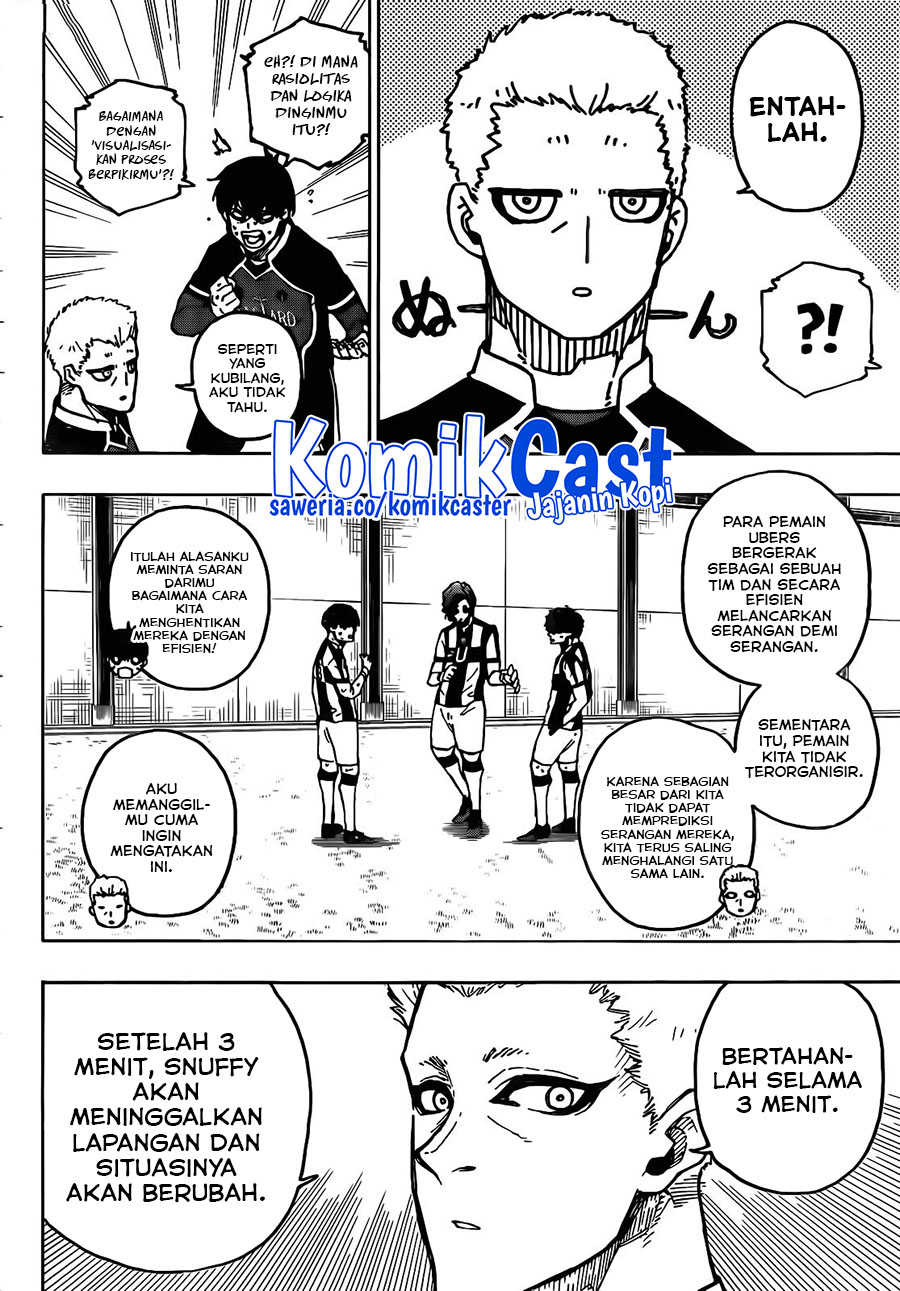 ENTAH-
LAH.
?!
ぬ
ん
EH?! DI MANA
RASIOLITAS
DAN LOGIKA
DINGINMU
ITU?!
BAGAIMANA
DENGAN
'VISUALISASI-
KAN PROSES
BERPIKIRMU'?!
SEPERTI
YANG
KUBILANG,
AKU TIDAK
TAHU.
KomikCast
saweria.co/komikcaster Jajanin Kopi
PARA PEMAIN
UBERS
BERGERAK
SEBAGAI SEBUAH
TIM DAN SECARA
EFISIEN
MELANCARKAN
SERANGAN DEMI
SERANGAN.
SEMENTARA
ITU, PEMAIN
KITA TIDAK
TERORGANISIR.
KARENA SEBAGIAN
BESAR DARI KITA
TIDAK DAPAT
MEMPREDIKSI
SERANGAN MEREKA,
KITA TERUS SALING
MENGHALANGI SATU
SAMA LAIN.
ITULAH ALASANKU
MEMINTA SARAN
DARIMU
BAGAIMANA CARA
KITA
MENGHENTIKAN
MEREKA DENGAN
EFISIEN!
AKU
MEMANGGIL-
MU CUMA
INGIN
MENGATAKAN
INI.
BERTAHAN-
LAH SELAMA
3 MENIT.
SETELAH 3
MENIT, SNUFFY
AKAN
MENINGGALKAN
LAPANGAN DAN
SITUASINYA
AKAN BERUBAH.